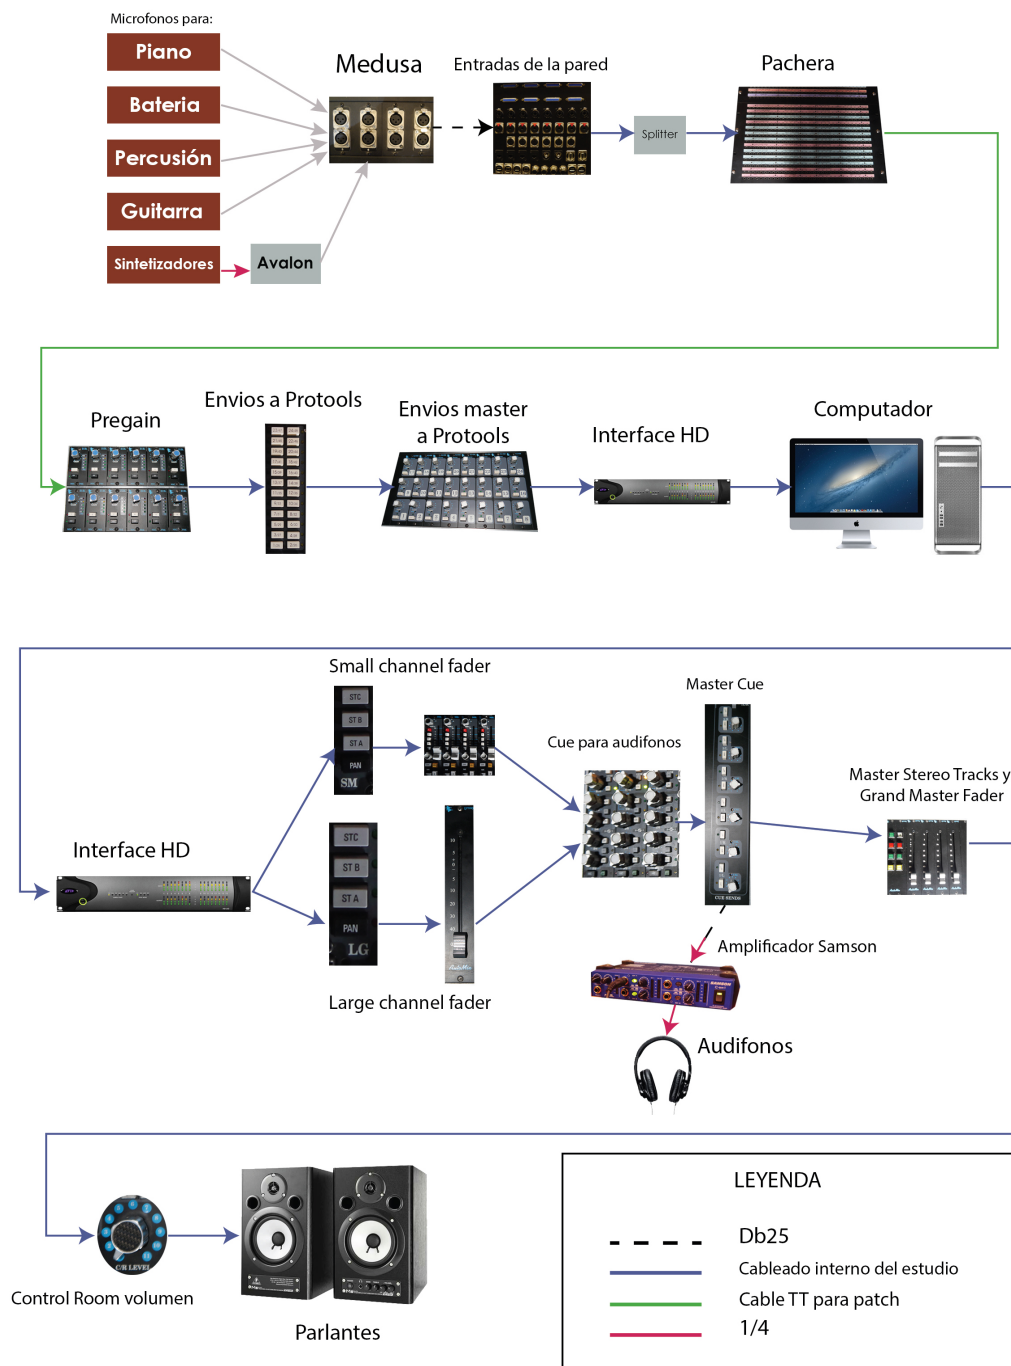 Microfonos para:
Piano
Bateria
Percusión
Guitarra
Sintetizadores
Avalon
Medusa
Entradas de la pared
Splitter
Pachera
Pregain
Envios a Protools
Envios master
a Protools
Interface HD
Computador
Small channel fader
STC
ST B
ST A
PAN
SM
Interface HD
STC
ST B
ST A
PAN
LG
Large channel fader
Cue para audifonos
Master Cue
CUE SENDS
Master Stereo Tracks y
Grand Master Fader
Amplificador Samson
Audifonos
C/R LEVEL
Control Room volumen
Parlantes
LEYENDA
Db25
Cableado interno del estudio
Cable TT para patch
1/4